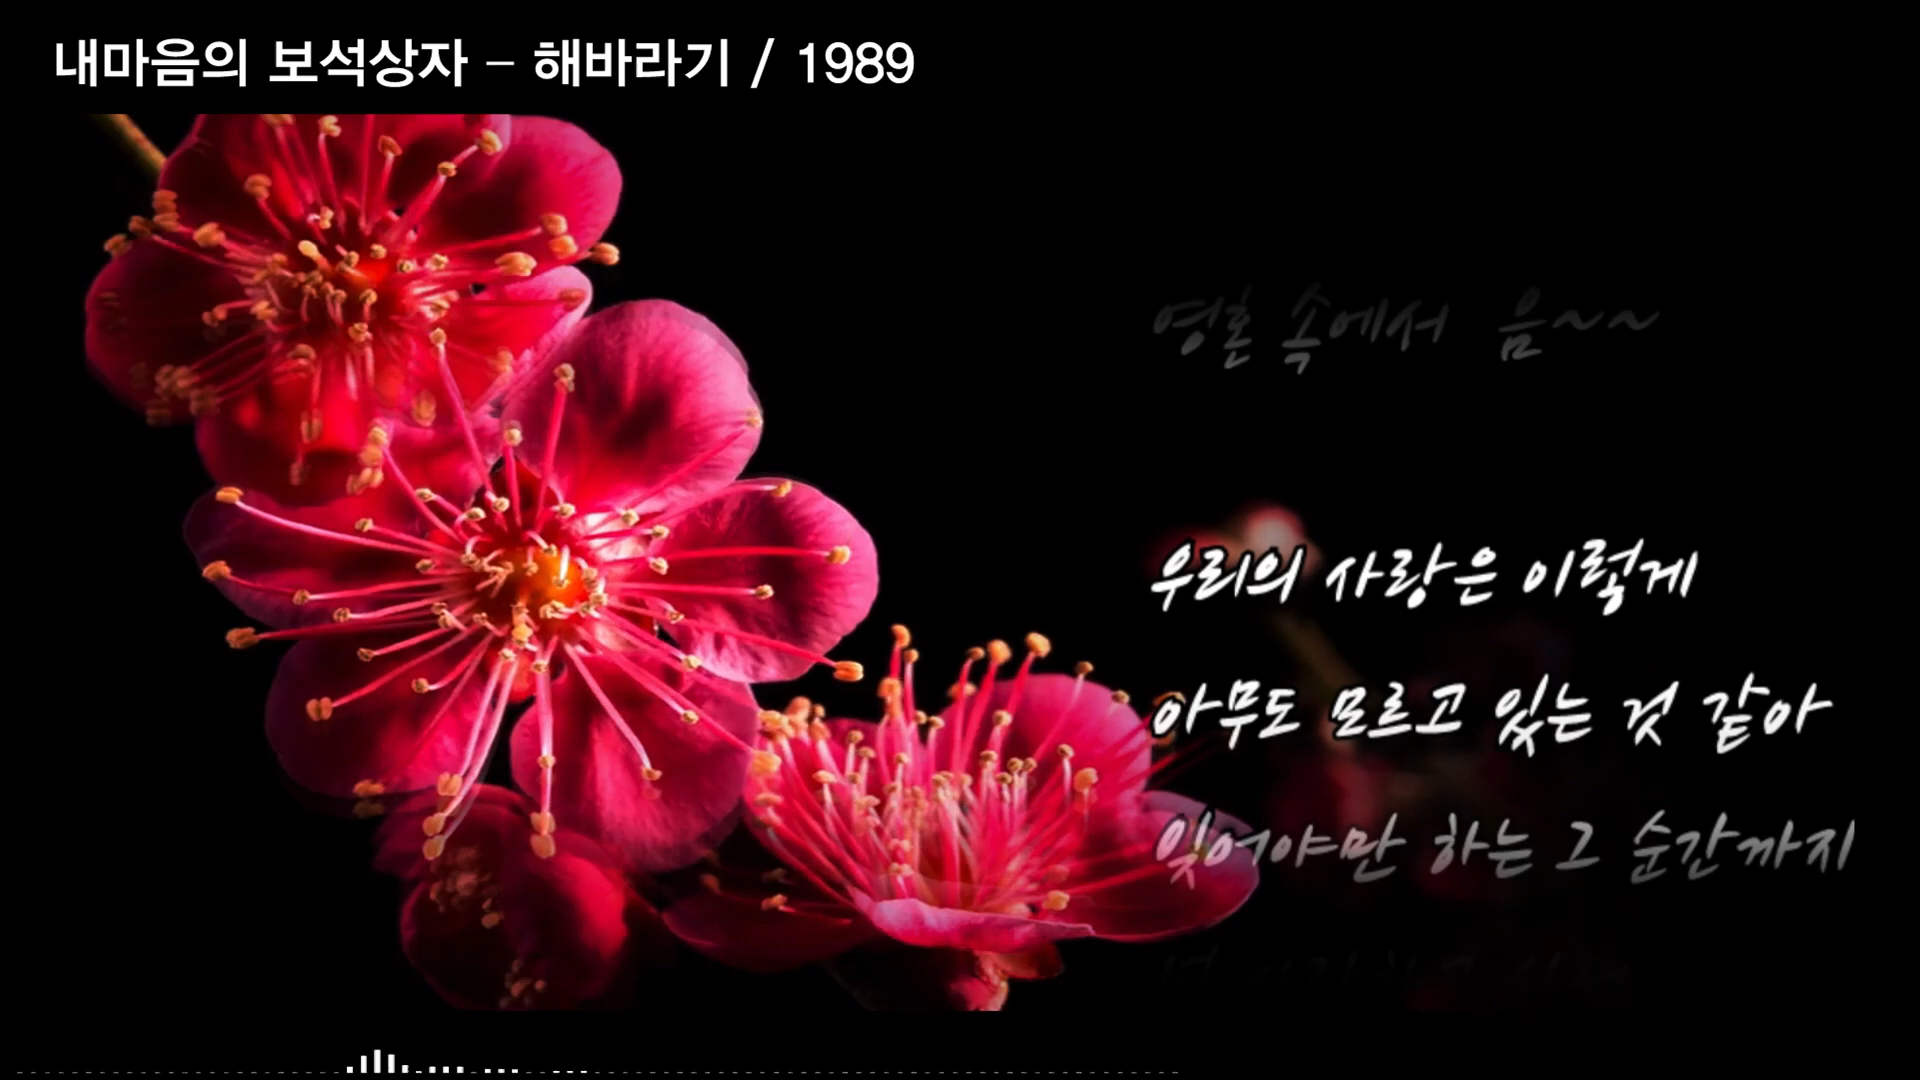 내마음의 보석상자 - 해바라기 / 1989
영혼 속에서 음~~
우리의 사랑은 이렇게
아무도 모르고 있는 것 같아
잊어야만 하는 그 순간까지